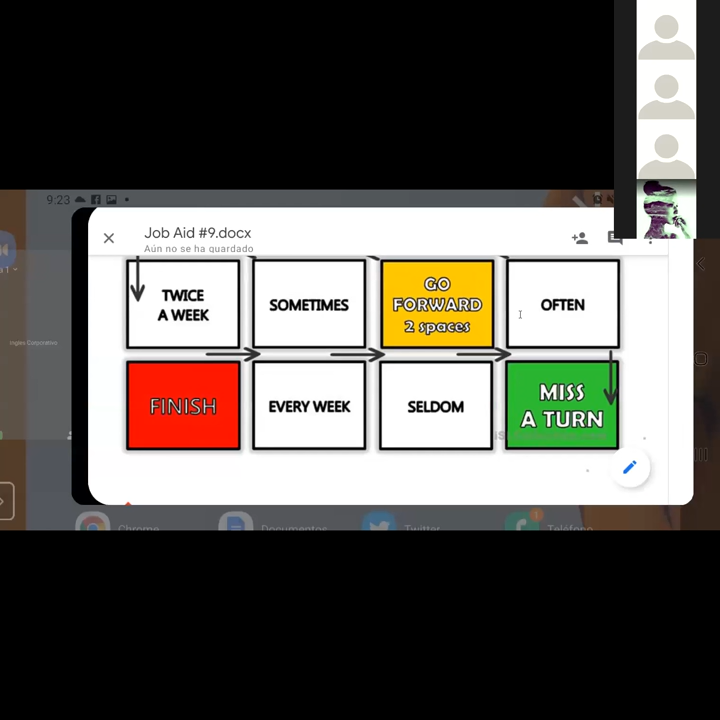 9:23
Job Aid #9.docx
Aún no se ha guardado
TWICE
A WEEK
SOMETIMES
GO
FORWARD
2 spaces
OFTEN
FINISH
EVERY WEEK
SELDOM
MISS
A TURN
Chrome
Documentos
Twitter
Teléfono
1